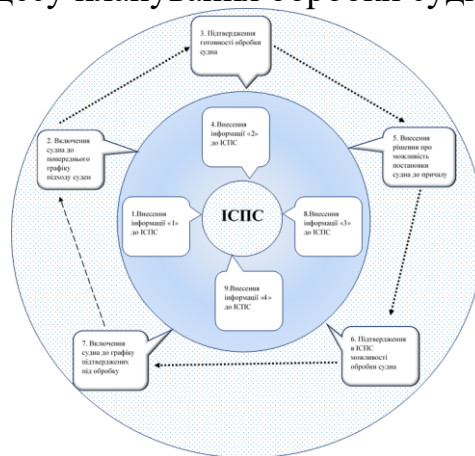 планування обробки
3. Підтвердження
готовності обробки
судна
4.Внесення
інформації «2»
до ІСПС
2. Включення
судна до
попереднього
графіку
підходу суден
5. Внесення
рішення про
можливість
постановки
судна до причалу
1.Внесення
інформації «1»
до ІСПС
ІСПС
8.Внесення
інформації «3»
до ІСПС
9.Внесення
інформації «4»
до ІСПС
7. Включення
судна до графіку
підтверджених
під обробку
6. Підтвердження
в ІСПС
можливості
обробки судна